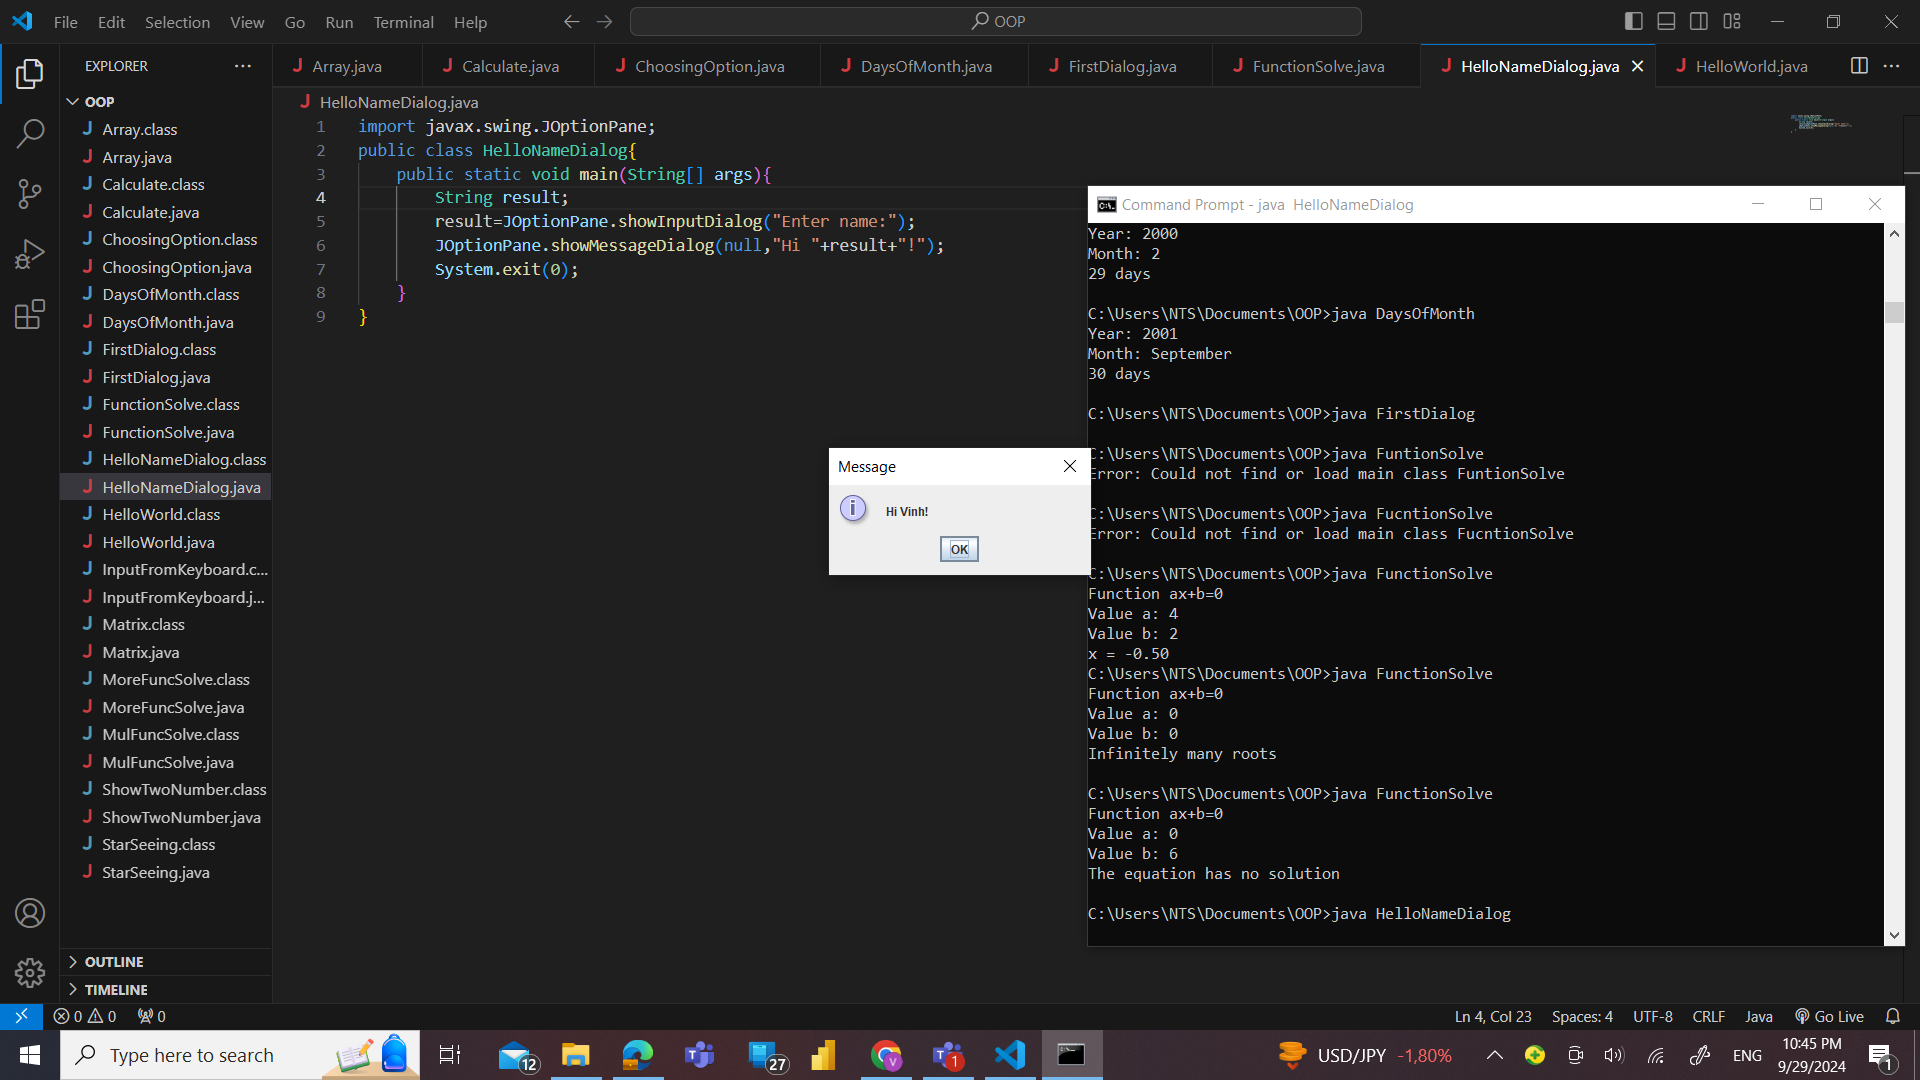 File Edit Selection View Go Run Terminal Help
OOP
EXPLORER
OOP
Array.class
Array.java
Calculate.class
Calculate.java
ChoosingOption.class
ChoosingOption.java
DaysOfMonth.class
DaysOfMonth.java
FirstDialog.class
FirstDialog.java
FunctionSolve.class
FunctionSolve.java
HelloNameDialog.class
HelloNameDialog.java
HelloWorld.class
HelloWorld.java
InputFromKeyboard.c...
InputFromKeyboard.j...
Matrix.class
Matrix.java
MoreFuncSolve.class
MoreFuncSolve.java
MulFuncSolve.class
MulFuncSolve.java
ShowTwoNumber.class
ShowTwoNumber.java
StarSeeing.class
StarSeeing.java
OUTLINE
TIMELINE
Array.java Calculate.java ChoosingOption.java DaysOfMonth.java FirstDialog.java FunctionSolve.java HelloNameDialog.java HelloWorld.java
HelloNameDialog.java
1 import javax.swing.JOptionPane;
2 public class HelloNameDialog{
3 public static void main(String[] args){
4 String result;
5 result=JOptionPane.showInputDialog("Enter name:");
6 JOptionPane.showMessageDialog(null,"Hi "+result+"!");
7 System.exit(0);
8 }
9 }
Message
Hi Vinh!
OK
Command Prompt - java HelloNameDialog
Year: 2000
Month: 2
29 days
C:\Users\NTS\Documents\OOP>java DaysOfMonth
Year: 2001
Month: September
30 days
C:\Users\NTS\Documents\OOP>java FirstDialog
C:\Users\NTS\Documents\OOP>java FuntionSolve
Error: Could not find or load main class FuntionSolve
C:\Users\NTS\Documents\OOP>java FucntionSolve
Error: Could not find or load main class FucntionSolve
C:\Users\NTS\Documents\OOP>java FunctionSolve
Function ax+b=0
Value a: 4
Value b: 2
x = -0.50
C:\Users\NTS\Documents\OOP>java FunctionSolve
Function ax+b=0
Value a: 0
Value b: 0
Infinitely many roots
C:\Users\NTS\Documents\OOP>java FunctionSolve
Function ax+b=0
Value a: 0
Value b: 6
The equation has no solution
C:\Users\NTS\Documents\OOP>java HelloNameDialog
0 0 0
Ln 4, Col 23 Spaces: 4 UTF-8 CRLF Java Go Live
Type here to search
12
27
V
1
USD/JPY -1,80%
ENG
10:45 PM
9/29/2024
1